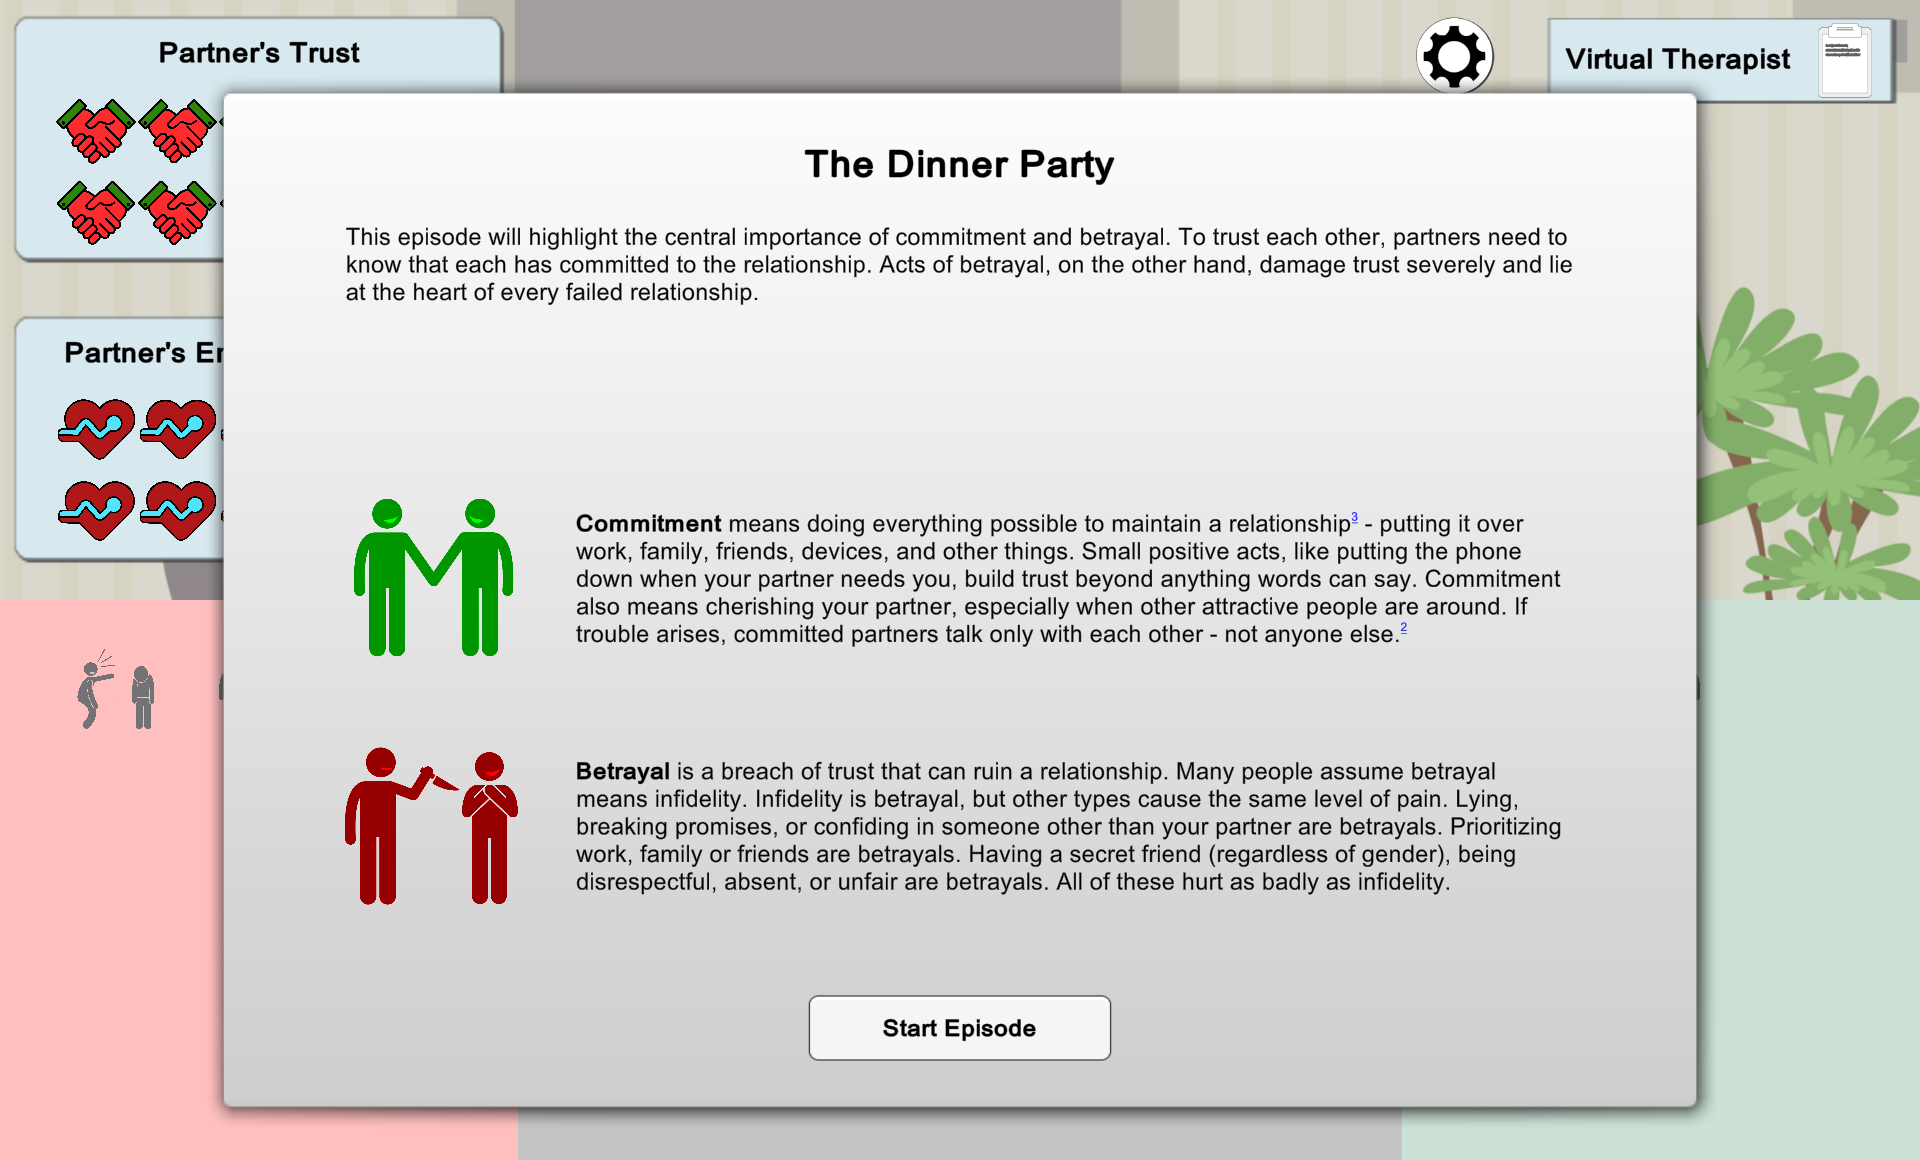 Partner's Trust
Virtual Therapist
The Dinner Party
This episode will highlight the central importance of commitment and betrayal. To trust each other, partners need to
know that each has committed to the relationship. Acts of betrayal, on the other hand, damage trust severely and lie
at the heart of every failed relationship.
Partner's
Commitment means doing everything possible to maintain a relationship3 - putting it over
work, family, friends, devices, and other things. Small positive acts, like putting the phone
down when your partner needs you, build trust beyond anything words can say. Commitment
also means cherishing your partner, especially when other attractive people are around. If
trouble arises, committed partners talk only with each other - not anyone else.2
Betrayal is a breach of trust that can ruin a relationship. Many people assume betrayal
means infidelity. Infidelity is betrayal, but other types cause the same level of pain. Lying,
breaking promises, or confiding in someone other than your partner are betrayals. Prioritizing
work, family or friends are betrayals. Having a secret friend (regardless of gender), being
disrespectful, absent, or unfair are betrayals. All of these hurt as badly as infidelity.
Start Episode